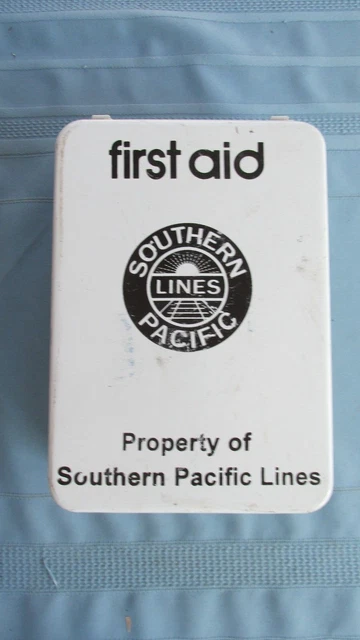 first aid
SOUTHERN
LINES
PACIFIC
Property of
Southern Pacific Lines